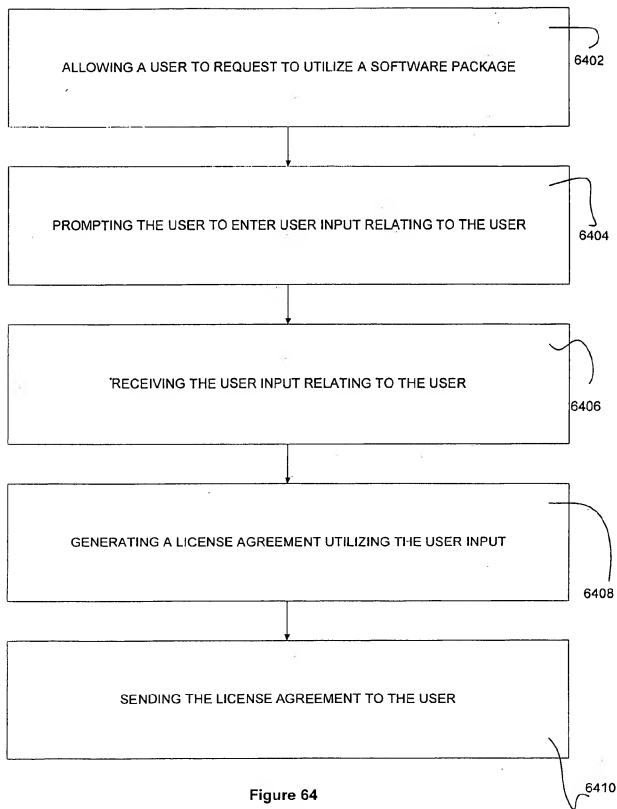 ALLOWING A USER TO REQUEST TO UTILIZE A SOFTWARE PACKAGE
6402
PROMPTING THE USER TO ENTER USER INPUT RELATING TO THE USER
6404
RECEIVING THE USER INPUT RELATING TO THE USER
6406
GENERATING A LICENSE AGREEMENT UTILIZING THE USER INPUT
6408
SENDING THE LICENSE AGREEMENT TO THE USER
6410
Figure 64